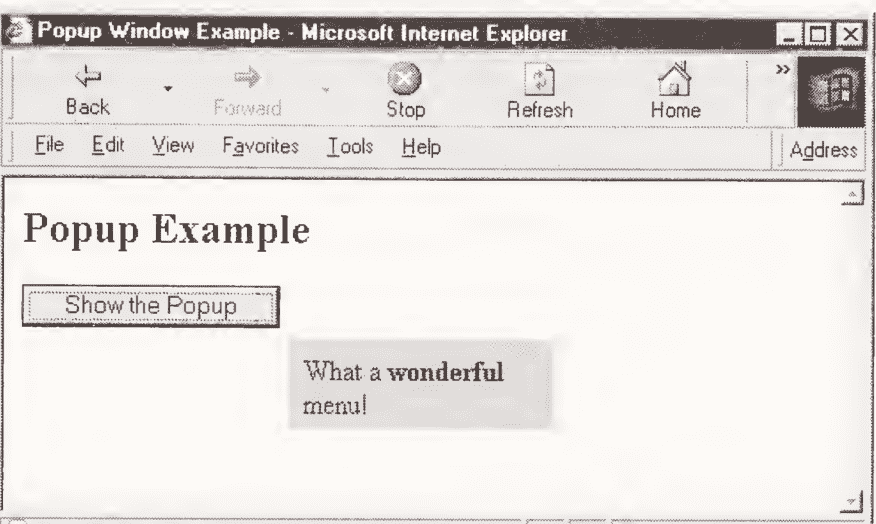 Popup Window Example - Microsoft Internet Explorer
Back Forward Stop Refresh Home »
File Edit View Favorites Tools Help Address
Popup Example
Show the Popup
What a wonderful
menu!